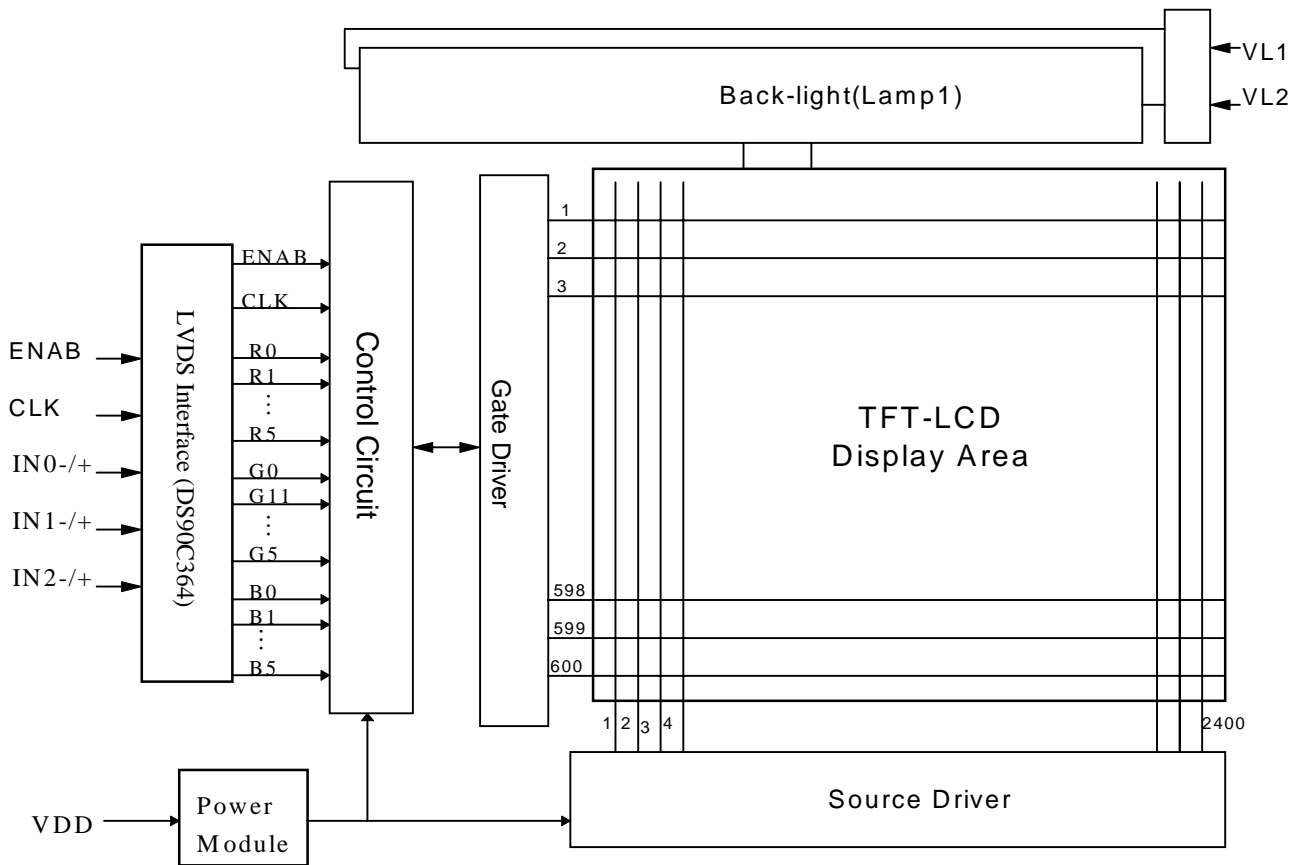 VL1
Back-light(Lamp1)
VL2
1
2
3
ENAB
CLK
R0
R1
⋮
R5
G0
G11
⋮
G5
B0
B1
⋮
B5
ENAB
CLK
IN0-/+
IN1-/+
IN2-/+
LVDS Interface (DS90C364)
Control Circuit
Gate Driver
TFT-LCD
Display Area
598
599
600
1
2
3
4
2400
Source Driver
VDD
Power
Module